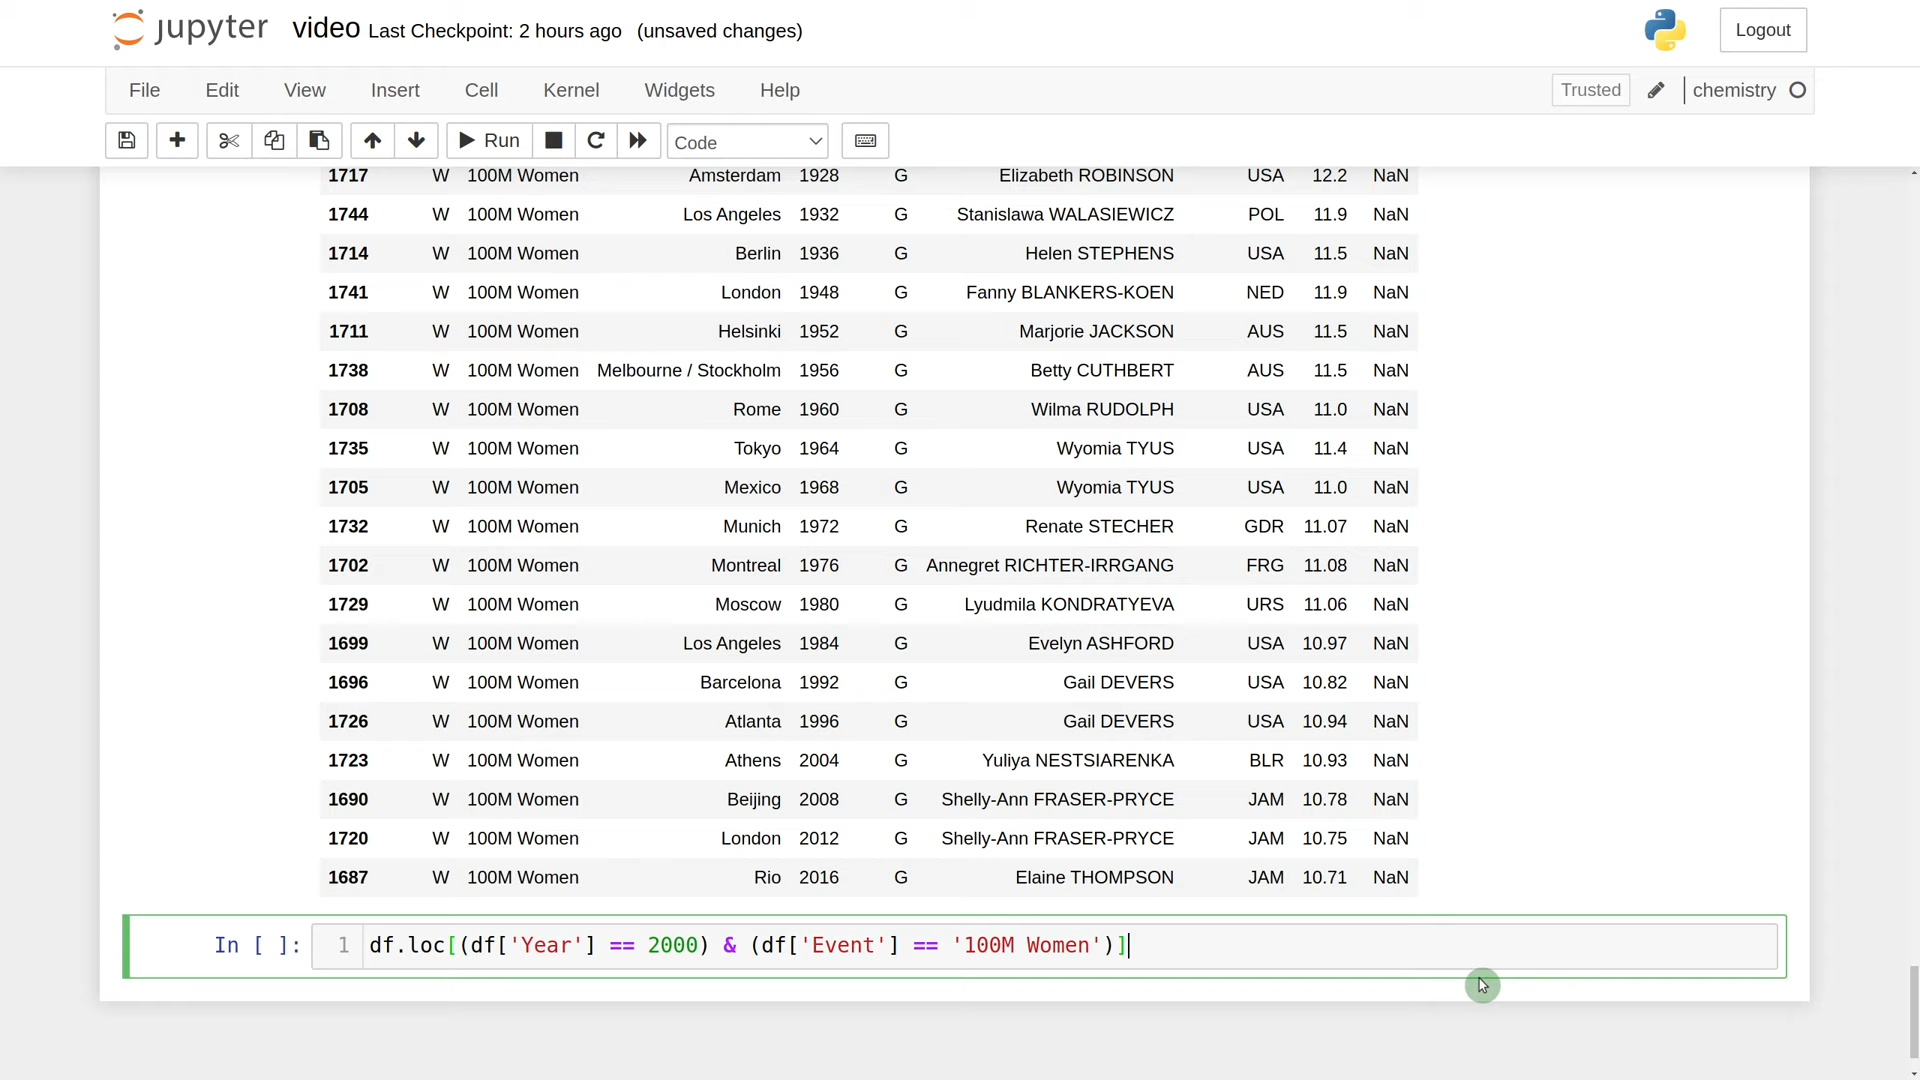 jupyter video Last Checkpoint: 2 hours ago (unsaved changes) Logout
File Edit View Insert Cell Kernel Widgets Help Trusted chemistry
Run Code
1717 W 100M Women Amsterdam 1928 G Elizabeth ROBINSON USA 12.2 NaN
1744 W 100M Women Los Angeles 1932 G Stanislawa WALASIEWICZ POL 11.9 NaN
1714 W 100M Women Berlin 1936 G Helen STEPHENS USA 11.5 NaN
1741 W 100M Women London 1948 G Fanny BLANKERS-KOEN NED 11.9 NaN
1711 W 100M Women Helsinki 1952 G Marjorie JACKSON AUS 11.5 NaN
1738 W 100M Women Melbourne / Stockholm 1956 G Betty CUTHBERT AUS 11.5 NaN
1708 W 100M Women Rome 1960 G Wilma RUDOLPH USA 11.0 NaN
1735 W 100M Women Tokyo 1964 G Wyomia TYUS USA 11.4 NaN
1705 W 100M Women Mexico 1968 G Wyomia TYUS USA 11.0 NaN
1732 W 100M Women Munich 1972 G Renate STECHER GDR 11.07 NaN
1702 W 100M Women Montreal 1976 G Annegret RICHTER-IRRGANG FRG 11.08 NaN
1729 W 100M Women Moscow 1980 G Lyudmila KONDRATYEVA URS 11.06 NaN
1699 W 100M Women Los Angeles 1984 G Evelyn ASHFORD USA 10.97 NaN
1696 W 100M Women Barcelona 1992 G Gail DEVERS USA 10.82 NaN
1726 W 100M Women Atlanta 1996 G Gail DEVERS USA 10.94 NaN
1723 W 100M Women Athens 2004 G Yuliya NESTSIARENKA BLR 10.93 NaN
1690 W 100M Women Beijing 2008 G Shelly-Ann FRASER-PRYCE JAM 10.78 NaN
1720 W 100M Women London 2012 G Shelly-Ann FRASER-PRYCE JAM 10.75 NaN
1687 W 100M Women Rio 2016 G Elaine THOMPSON JAM 10.71 NaN
In [ ]: 1 df.loc[(df['Year'] == 2000) & (df['Event'] == '100M Women')]